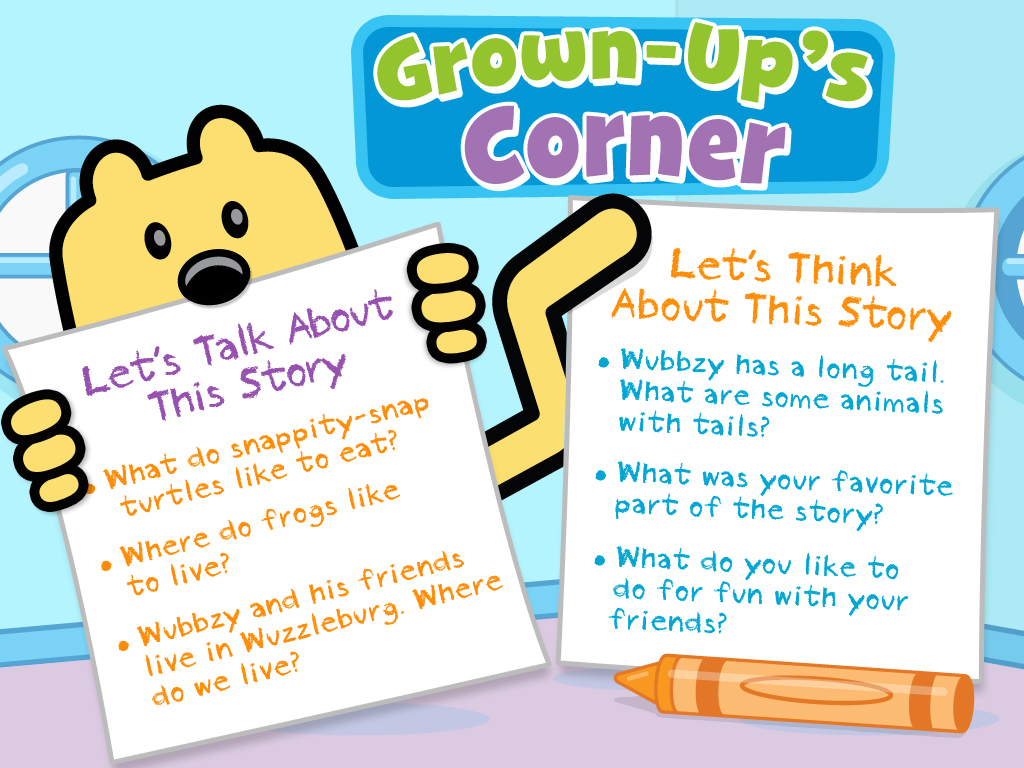 Grown-Up's
Corner
Let's Talk About
This Story
• What do snappity-snap
turtles like to eat?
• Where do frogs like
to live?
• Wubbzy and his friends
live in Wuzzleburg. Where
do we live?
Let's Think
About This Story
• Wubbzy has a long tail.
What are some animals
with tails?
• What was your favorite
part of the story?
• What do you like to
do for fun with your
friends?